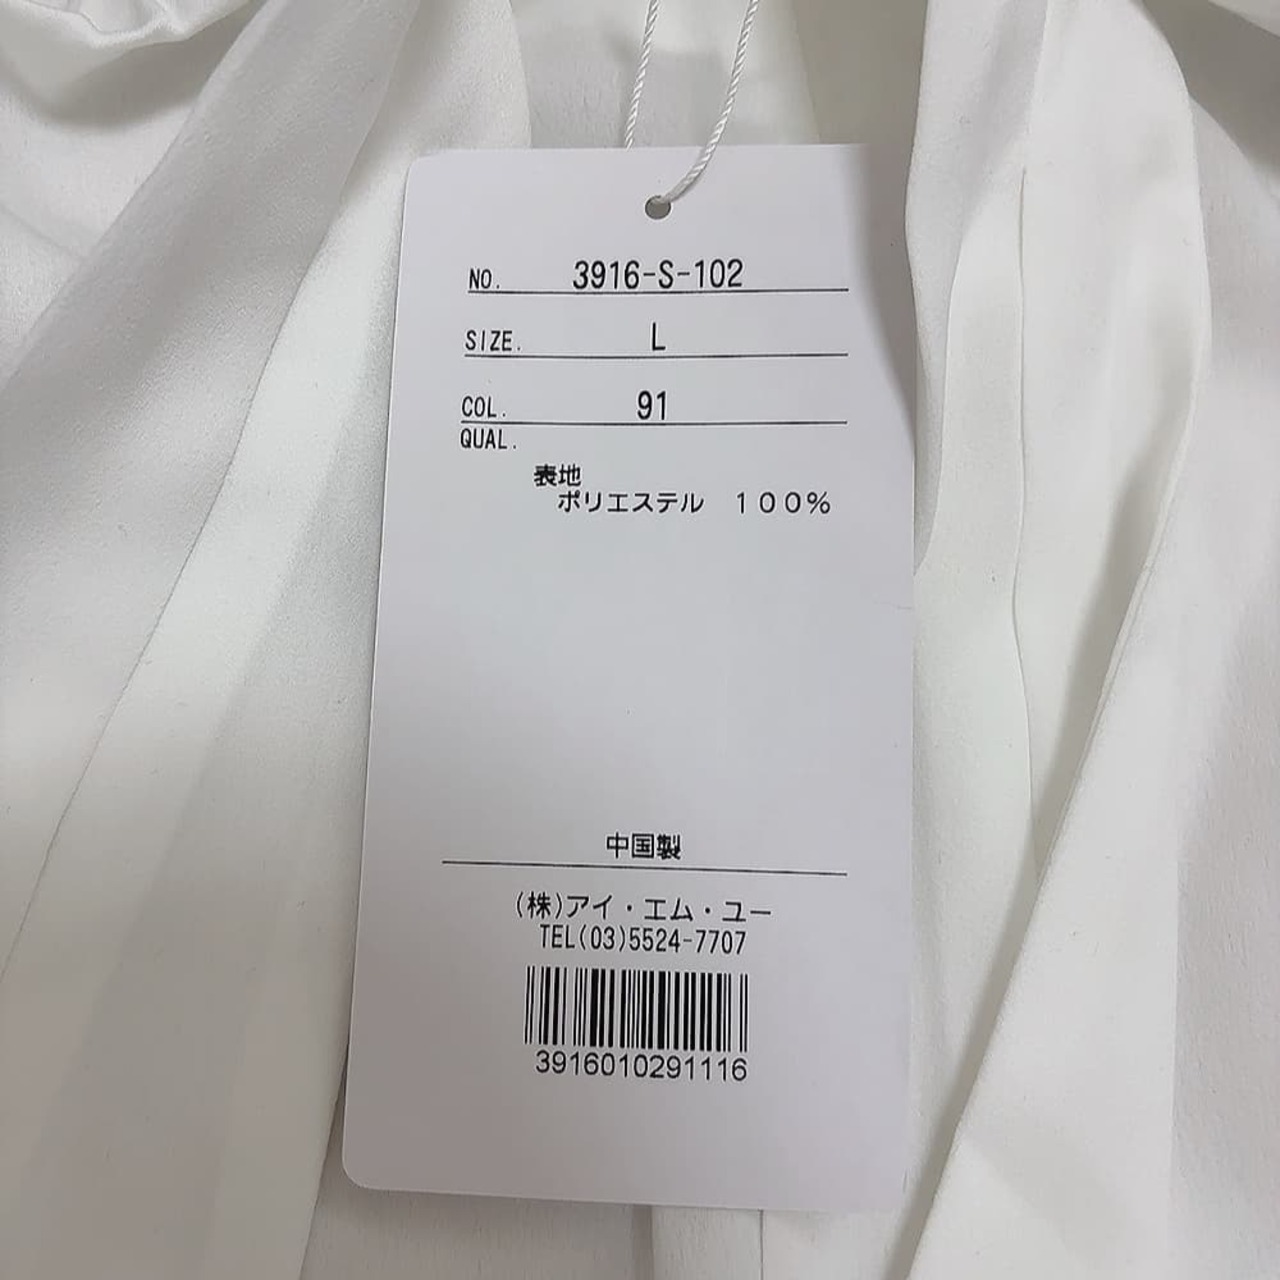 NO. 3916-S-102
SIZE. L
COL. 91
QUAL.
表地
ポリエステル １００％
中国製
(株)アイ・エム・ユー
TEL(03)5524-7707
3916010291116